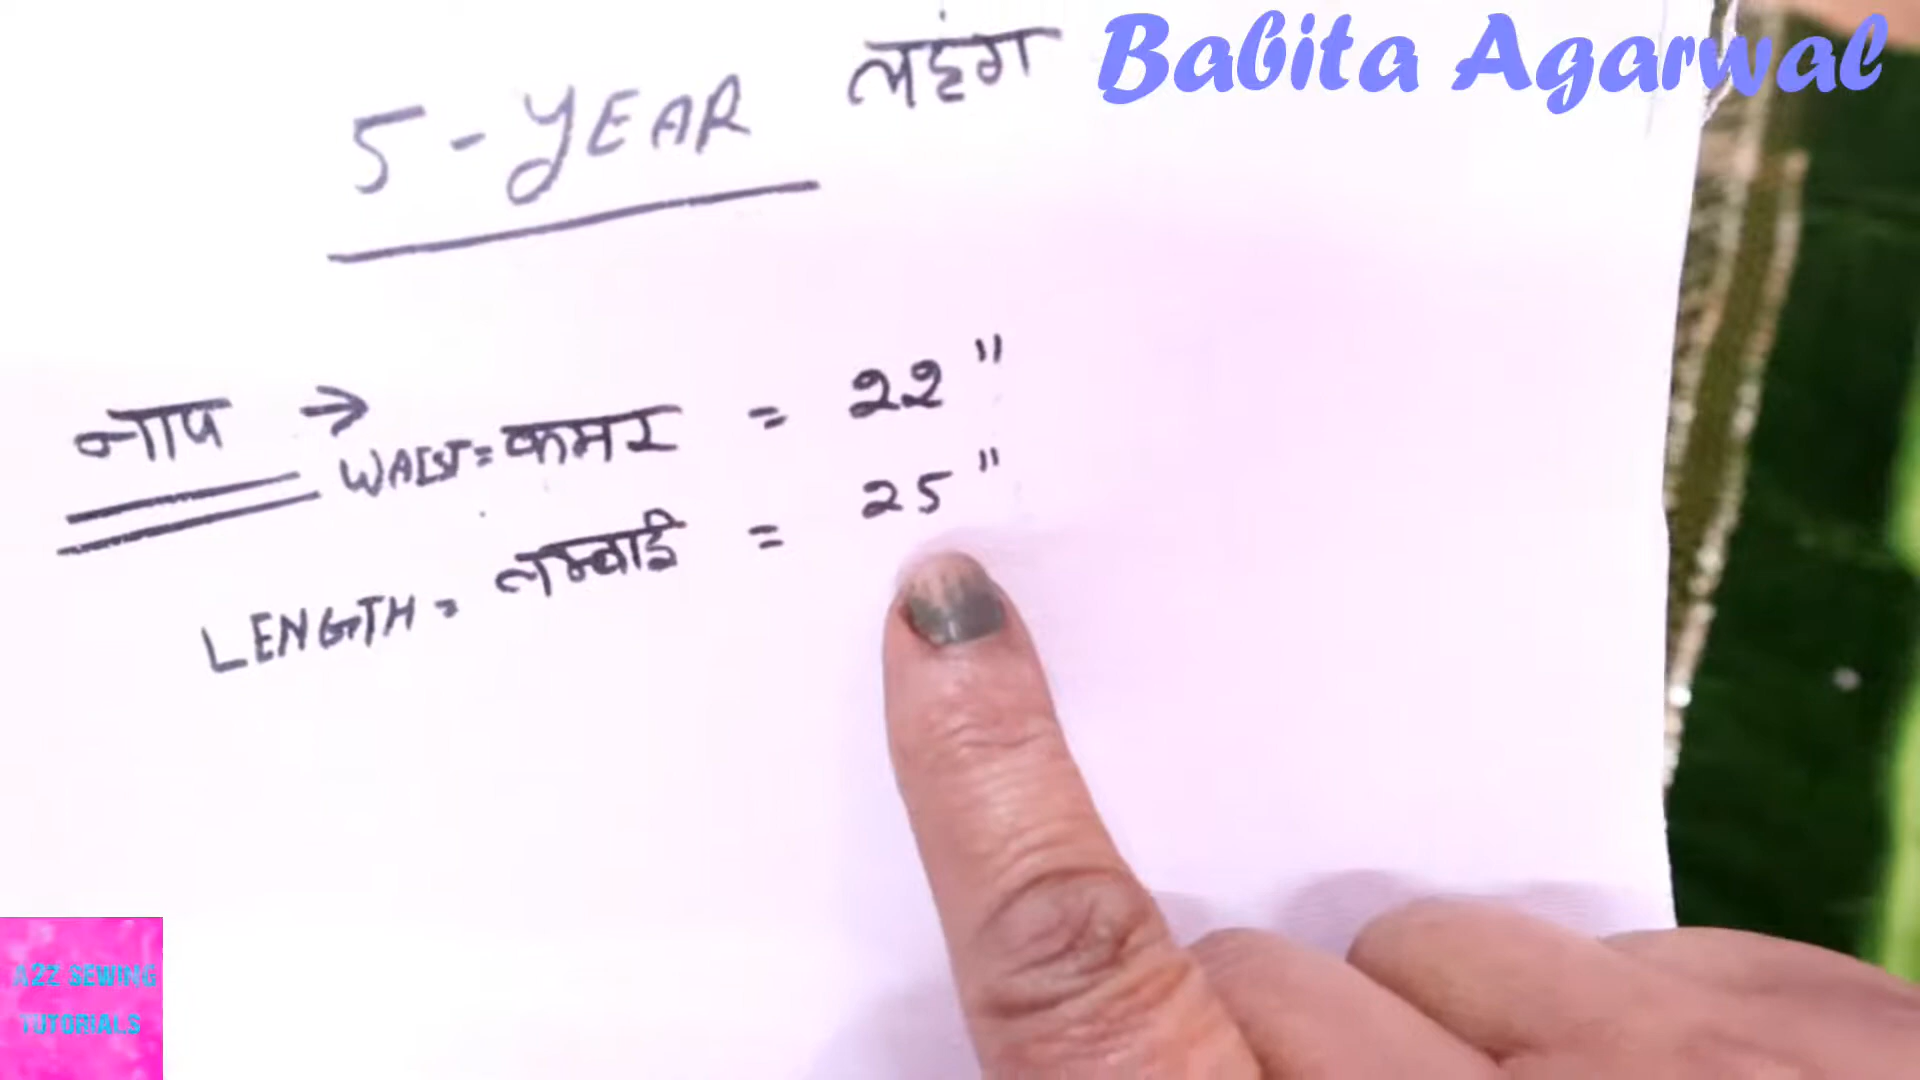 Babita Agarwal
5-YEAR लहंगा
नाप → WAIST = कमर = 22"
LENGTH = लम्बाई = 25"
A2Z SEWING
TUTORIALS